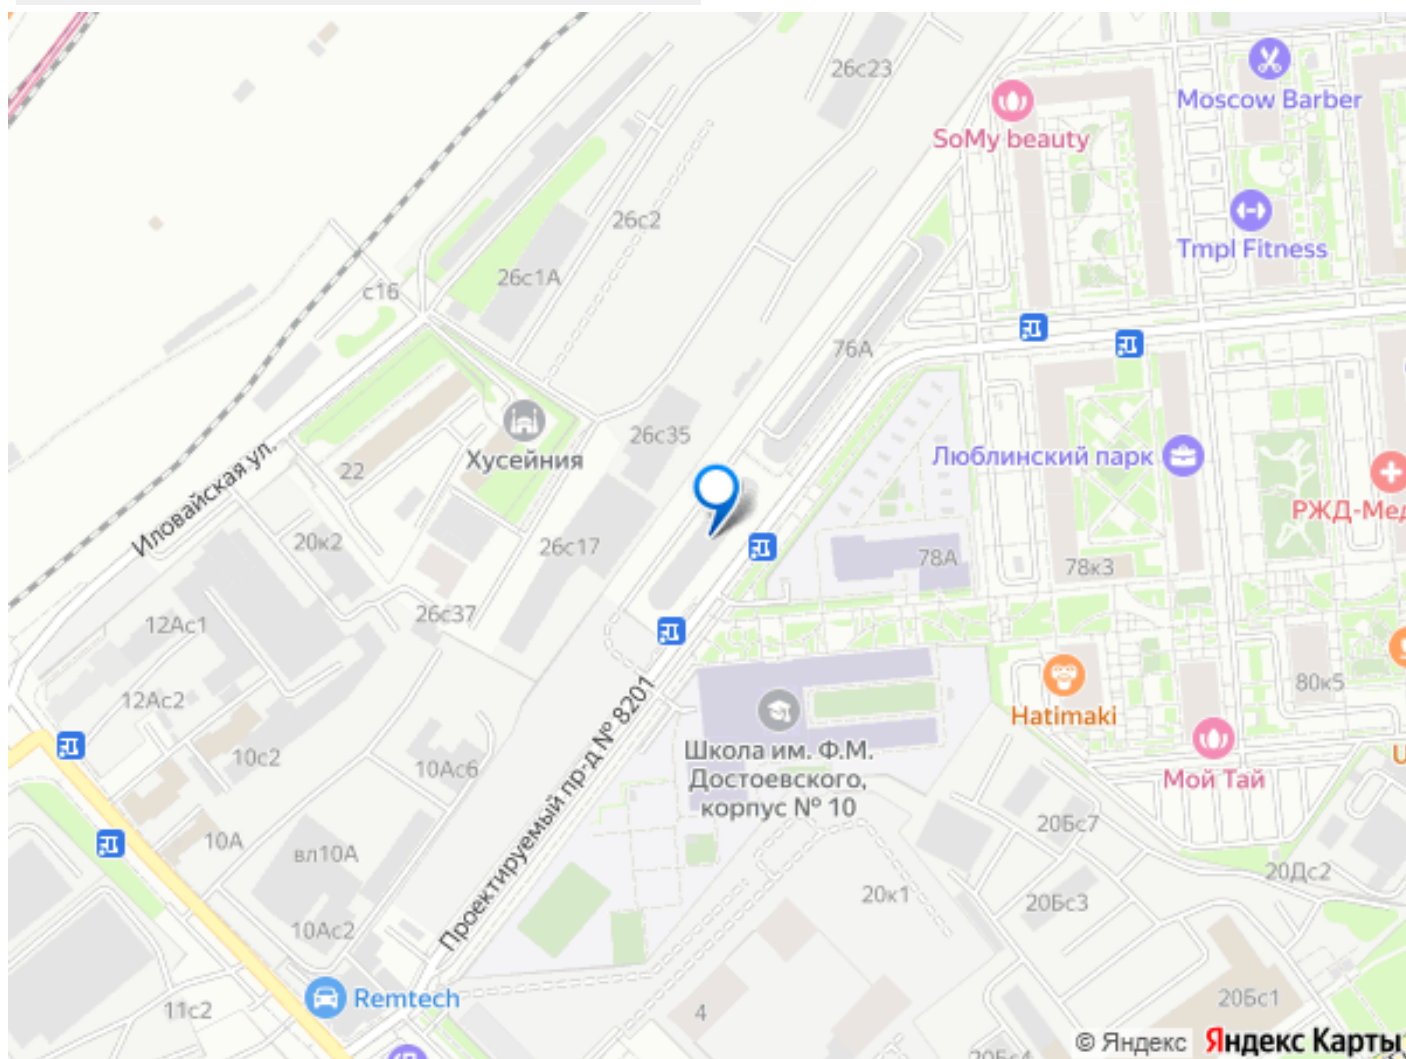 26с23
Moscow Barber
SoMy beauty
26с2
Tmpl Fitness
26с1А
с16
76А
26с35
Хусейния
Люблинский парк
22
РЖД-Мед
Иловайская ул.
20к2
26с17
78А
78к3
26с37
12Ас1
12Ас2
80к5
Hatimaki
Проектируемый пр-д № 8201
10с2
10Ас6
Школа им. Ф.М.
Достоевского,
корпус № 10
Мой Тай
U
10А
вл10А
20Бс7
20Дс2
20к1
20Бс3
10Ас2
Remtech
11с2
4
20Бс1
20Бс4
© Яндекс Яндекс Карты